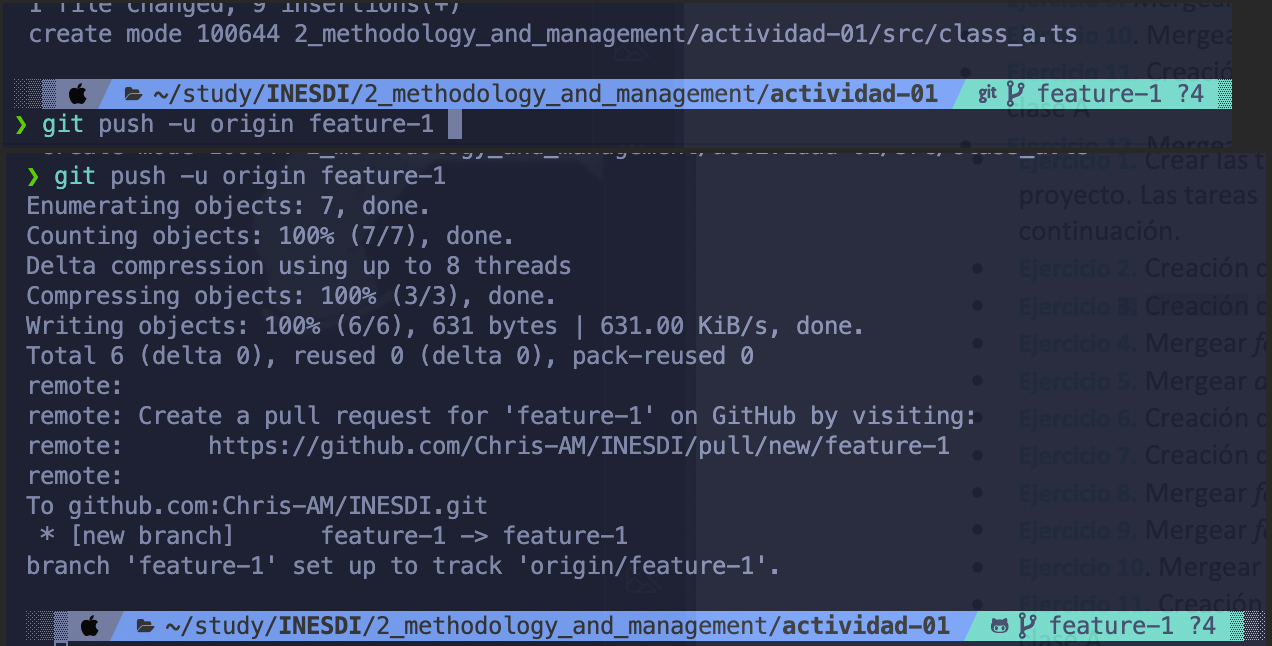 1 file changed, 9 insertions(+)
create mode 100644 2_methodology_and_management/actividad-01/src/class_a.ts
~/study/INESDI/2_methodology_and_management/actividad-01 git feature-1 ?4
❯ git push -u origin feature-1
❯ git push -u origin feature-1
Enumerating objects: 7, done.
Counting objects: 100% (7/7), done.
Delta compression using up to 8 threads
Compressing objects: 100% (3/3), done.
Writing objects: 100% (6/6), 631 bytes | 631.00 KiB/s, done.
Total 6 (delta 0), reused 0 (delta 0), pack-reused 0
remote:
remote: Create a pull request for 'feature-1' on GitHub by visiting:
remote:      https://github.com/Chris-AM/INESDI/pull/new/feature-1
remote:
To github.com:Chris-AM/INESDI.git
 * [new branch]      feature-1 -> feature-1
branch 'feature-1' set up to track 'origin/feature-1'.
~/study/INESDI/2_methodology_and_management/actividad-01 feature-1 ?4
Mergear
Ejercicio 10. Mergear
Ejercicio 11. Creación
clase A
Ejercicio 12. Mergear
Ejercicio 1. Crear las
proyecto. Las tareas
continuación.
Ejercicio 2. Creación
Ejercicio 3. Creación
Ejercicio 4. Mergear
Ejercicio 5. Mergear
Ejercicio 6. Creación
Ejercicio 7. Creación
Ejercicio 8. Mergear
Ejercicio 9. Mergear
Ejercicio 10. Mergear
Ejercicio 11. Creación
clase A